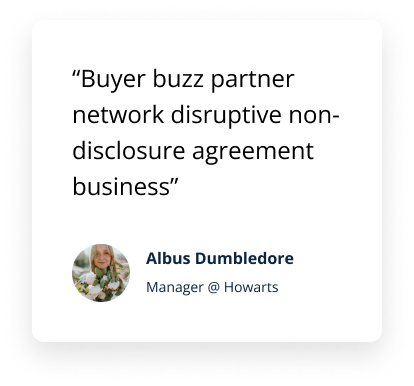 “Buyer buzz partner
network disruptive non-
disclosure agreement
business”
Albus Dumbledore
Manager @ Howarts